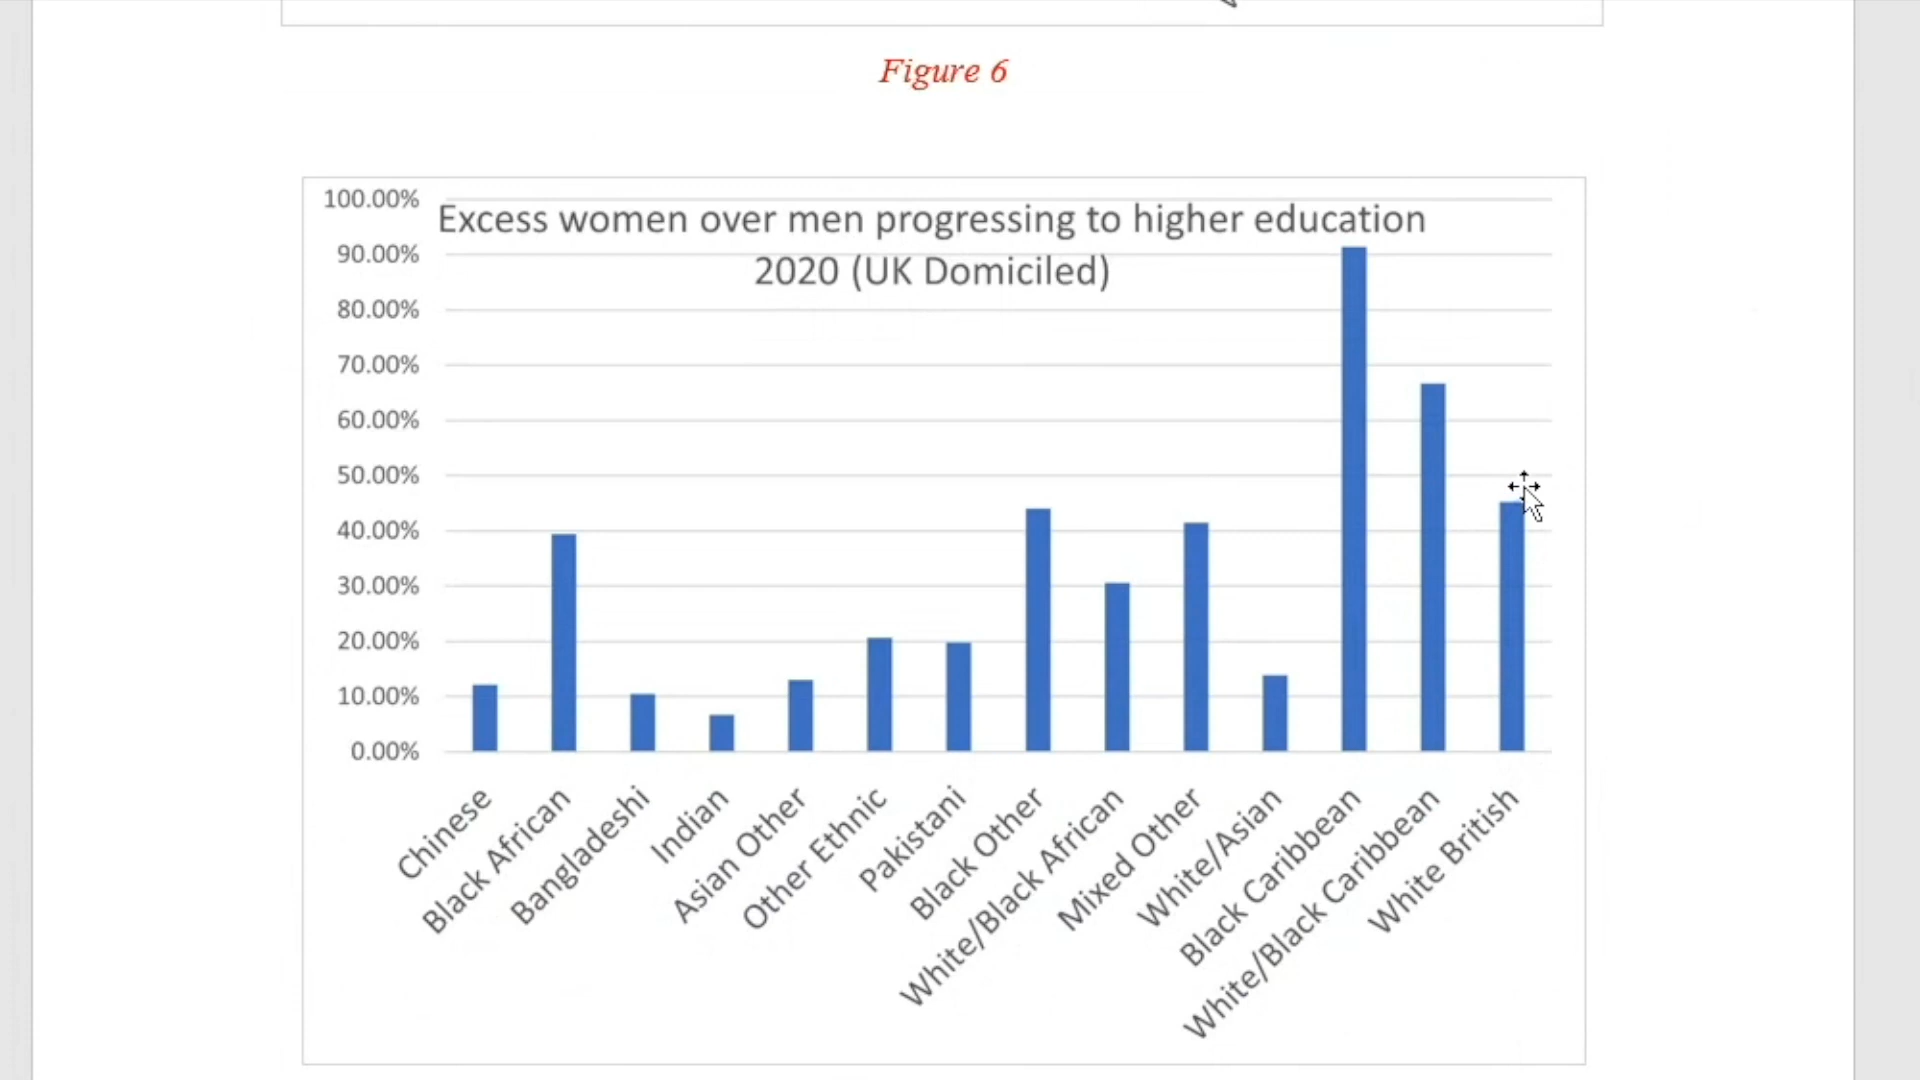 Figure 6
Excess women over men progressing to higher education
2020 (UK Domiciled)
100.00%
90.00%
80.00%
70.00%
60.00%
50.00%
40.00%
30.00%
20.00%
10.00%
0.00%
Chinese
Black African
Bangladeshi
Indian
Asian Other
Other Ethnic
Pakistani
Black Other
White/Black African
Mixed Other
White/Asian
Black Caribbean
White/Black Caribbean
White British